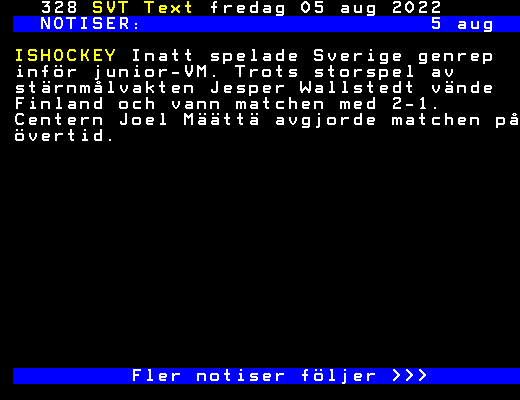 328 SVT Text fredag 05 aug 2022
NOTISER: 5 aug
ISHOCKEY Inatt spelade Sverige genrep
inför junior-VM. Trots storspel av
stärnmålvakten Jesper Wallstedt vände
Finland och vann matchen med 2-1.
Centern Joel Määttä avgjorde matchen på
övertid.
Fler notiser följer >>>